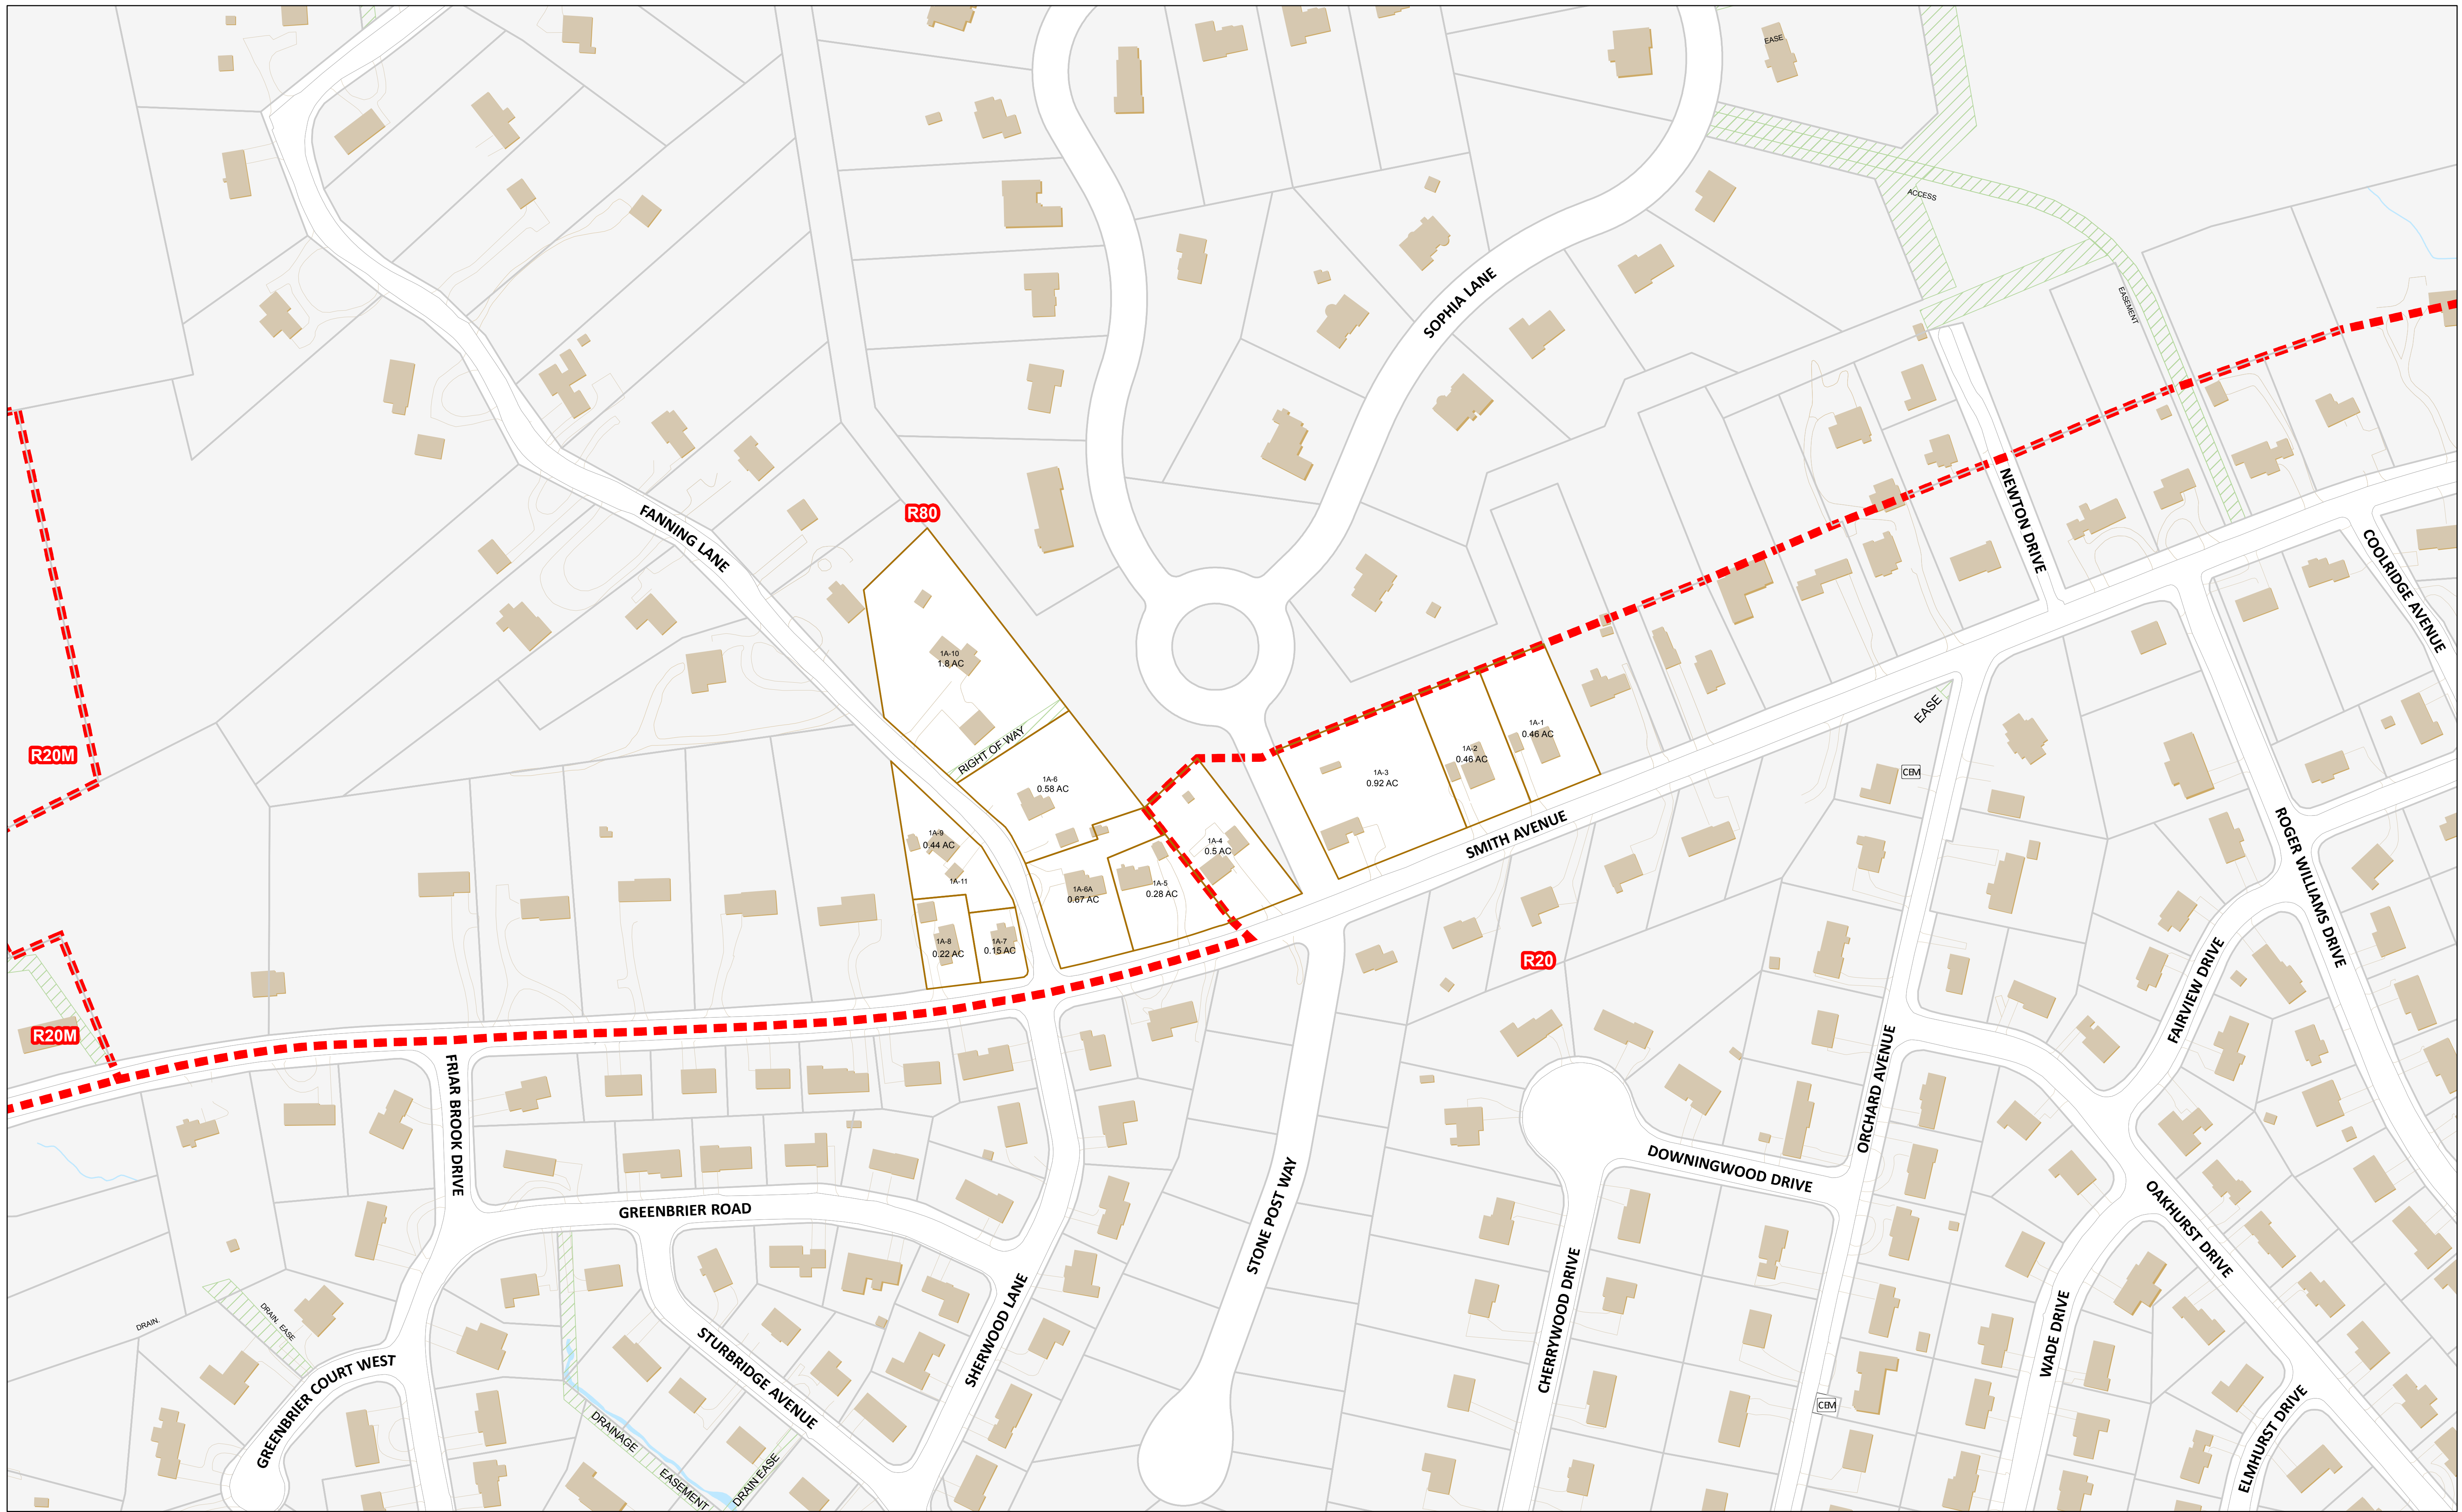 EASE
ACCESS
EASEMENT
SOPHIA LANE
FANNING LANE
R80
NEWTON DRIVE
COOLRIDGE AVENUE
1A-10
1.8 AC
RIGHT OF WAY
1A-6
0.58 AC
1A-1
0.46 AC
1A-2
0.46 AC
1A-3
0.92 AC
EASE
CEM
R20M
SMITH AVENUE
1A-9
0.44 AC
1A-11
1A-4
0.5 AC
1A-6A
0.67 AC
1A-5
0.28 AC
1A-8
0.22 AC
1A-7
0.15 AC
ROGER WILLIAMS DRIVE
R20
FAIRVIEW DRIVE
R20M
FRIAR BROOK DRIVE
ORCHARD AVENUE
DOWNINGWOOD DRIVE
OAKHURST DRIVE
GREENBRIER ROAD
STONE POST WAY
CHERRYWOOD DRIVE
WADE DRIVE
SHERWOOD LANE
DRAIN.
DRAIN. EASE
STURBRIDGE AVENUE
GREENBRIER COURT WEST
CEM
ELMHURST DRIVE
DRAINAGE
EASEMENT
DRAIN EASE